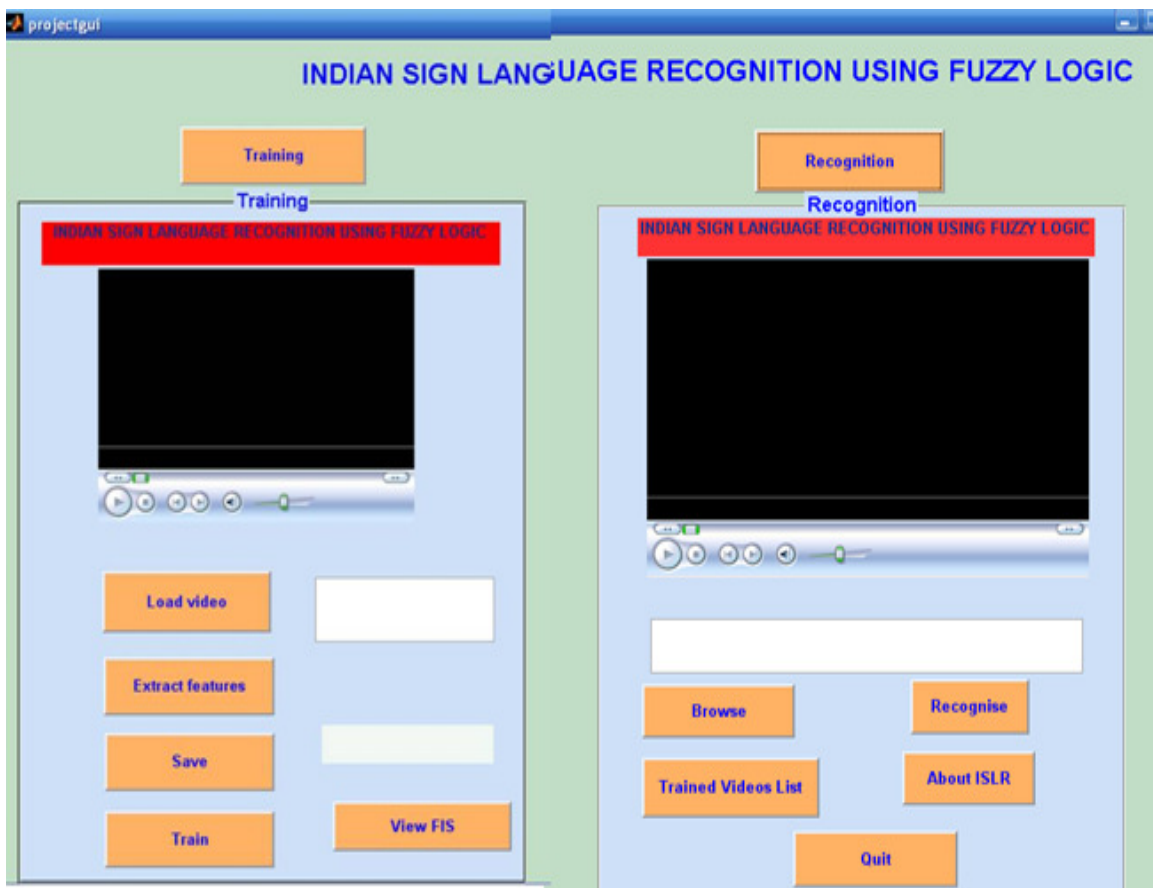 projectgui
INDIAN SIGN LANGUAGE RECOGNITION USING FUZZY LOGIC
Training
Training
INDIAN SIGN LANGUAGE RECOGNITION USING FUZZY LOGIC
Load video
Extract features
Save
Train
View FIS
Recognition
Recognition
INDIAN SIGN LANGUAGE RECOGNITION USING FUZZY LOGIC
Browse
Recognise
Trained Videos List
About ISLR
Quit